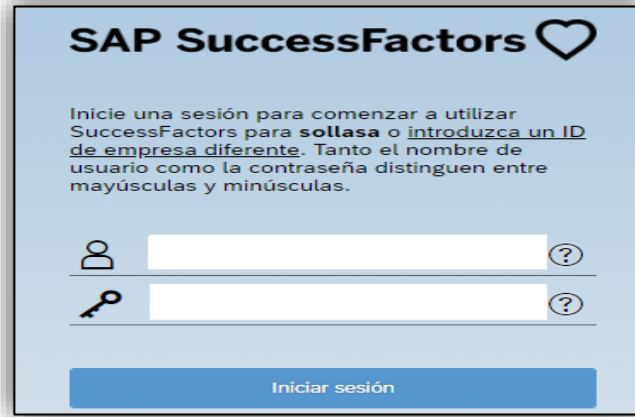 SAP SuccessFactors
Inicie una sesión para comenzar a utilizar
SuccessFactors para sollasa o introduzca un ID
de empresa diferente. Tanto el nombre de
usuario como la contraseña distinguen entre
mayúsculas y minúsculas.
?
?
Iniciar sesión